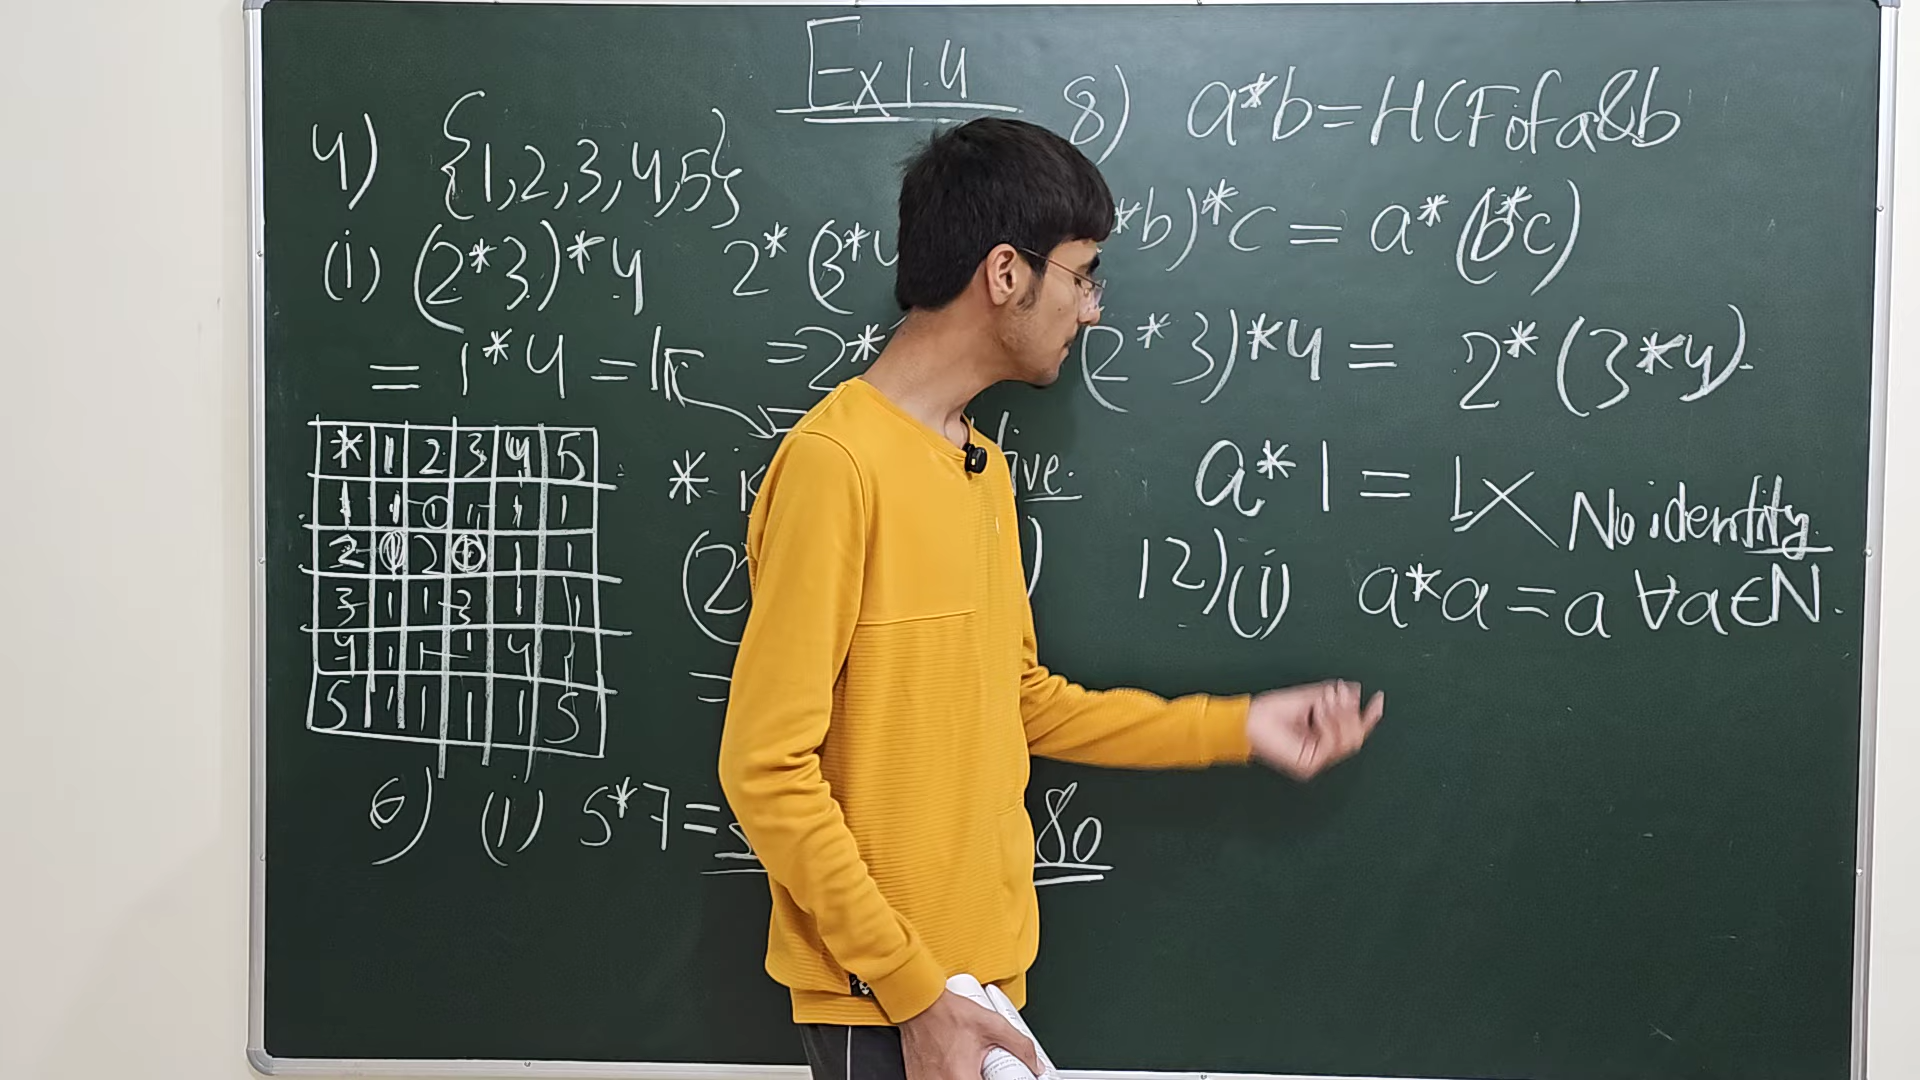 Ex 1.4
4) {1,2,3,4,5}
(i) (2*3)*4 2*(3*4
= 1*4 = 1 = 2*
* 1 2 3 4 5
1 1 1 1 1 1
2 1 2 1 1 1
3 1 1 3 1 1
4 1 1 1 4 1
5 1 1 1 1 5
(2
=
6) (i) 5*7 = 80
8) a*b = HCF of a & b
*b)*c = a*(b*c)
(2*3)*4 = 2*(3*4)
a*1 = 1 X No identity
12) (i) a*a = a ∀ a ∈ N.